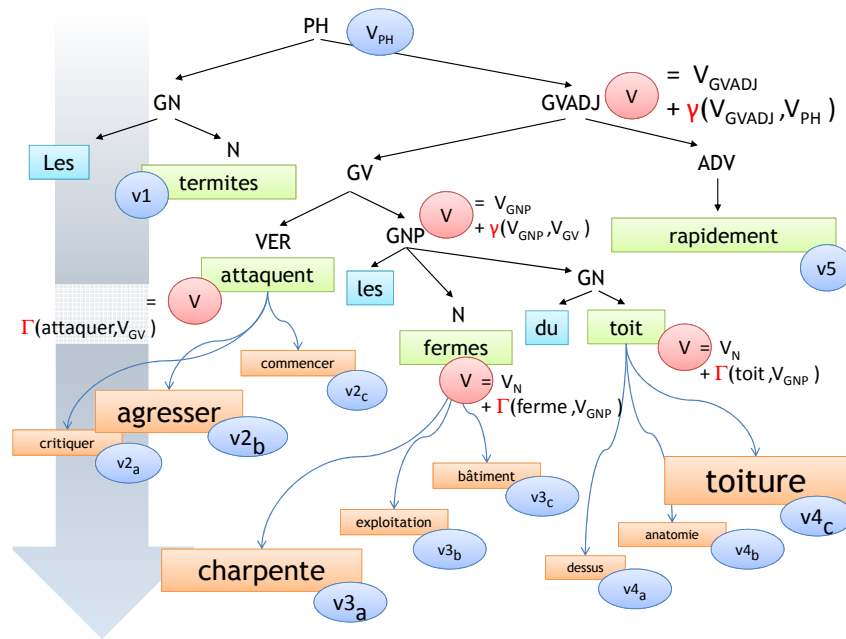 PH
V_PH
GN
GVADJ
V
= V_GVADJ
+ γ(V_GVADJ ,V_PH )
Les
N
GV
ADV
termites
v1
V
= V_GNP
+ γ(V_GNP ,V_GV )
VER
GNP
rapidement
v5
attaquent
les
GN
=
V
Γ(attaquer,V_GV )
N
du
toit
fermes
V
= V_N
+ Γ(toit ,V_GNP )
commencer
v2_c
V
= V_N
+ Γ(ferme ,V_GNP )
agresser
v2_b
critiquer
v2_a
bâtiment
v3_c
toiture
v4_c
exploitation
v3_b
anatomie
v4_b
charpente
v3_a
dessus
v4_a